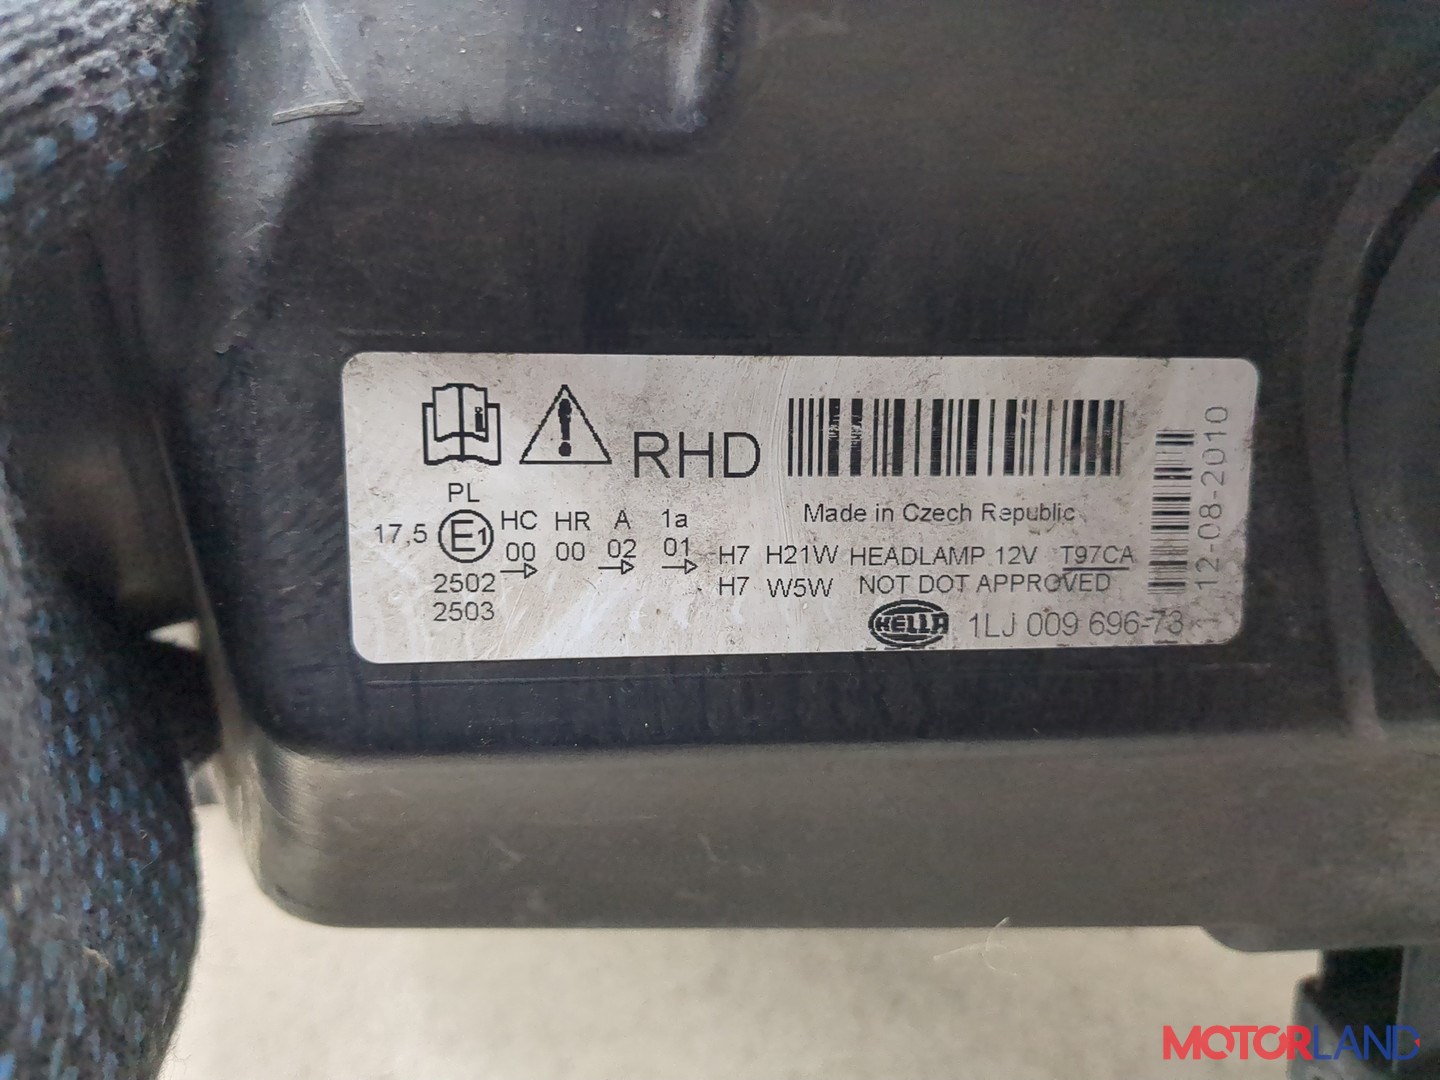 RHD
PL
17,5 E1 HC HR A 1a
00 00 02 01
2502
2503
Made in Czech Republic
H7 H21W HEADLAMP 12V T97CA
H7 W5W NOT DOT APPROVED
HELLA 1LJ 009 696-73
12-08-2010
MOTORLAND